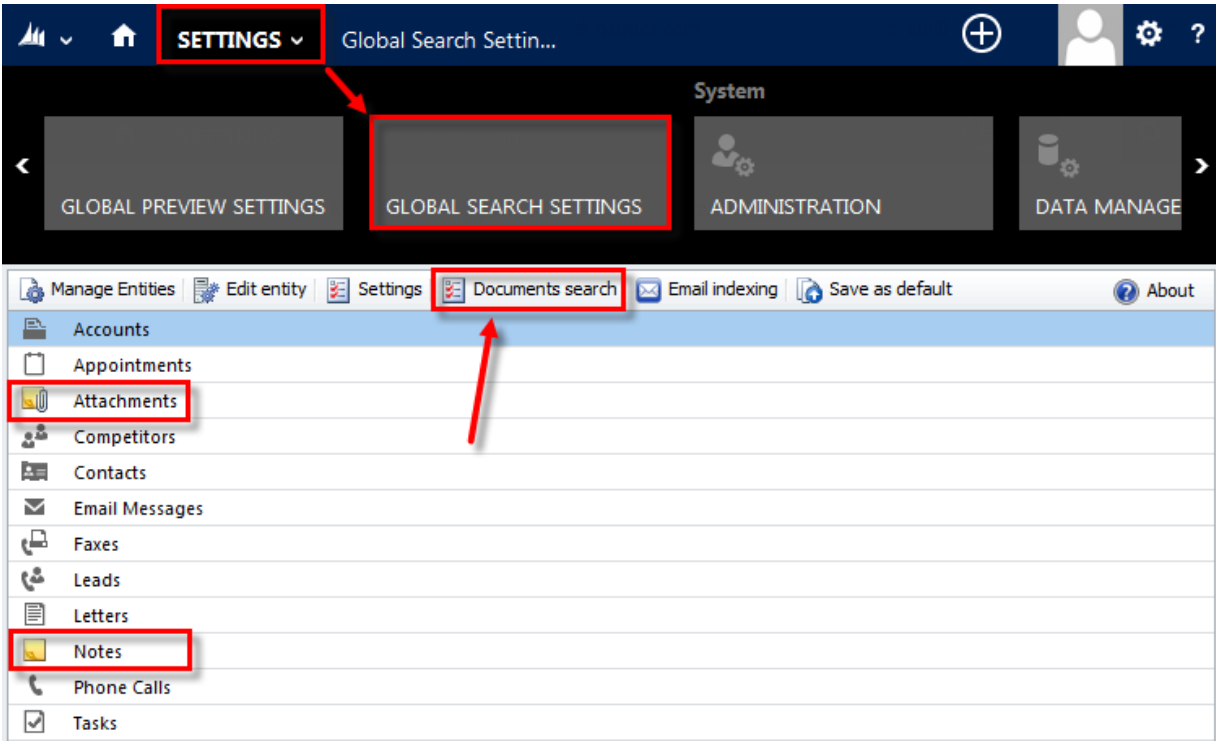 SETTINGS Global Search Settin... ?
System
GLOBAL PREVIEW SETTINGS GLOBAL SEARCH SETTINGS ADMINISTRATION DATA MANAGE
Manage Entities Edit entity Settings Documents search Email indexing Save as default ? About
Accounts
Appointments
Attachments
Competitors
Contacts
Email Messages
Faxes
Leads
Letters
Notes
Phone Calls
Tasks